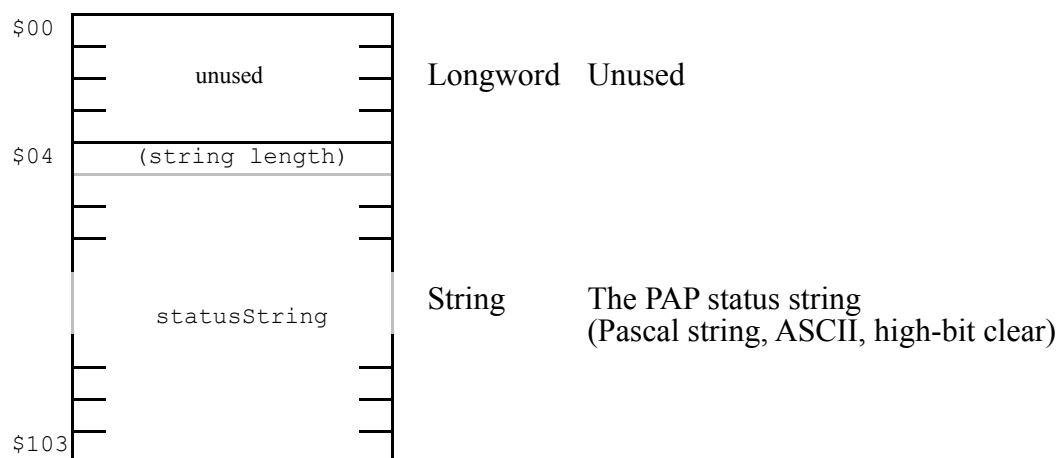 $00
unused Longword Unused
$04 (string length)
statusString String The PAP status string
(Pascal string, ASCII, high-bit clear)
$103